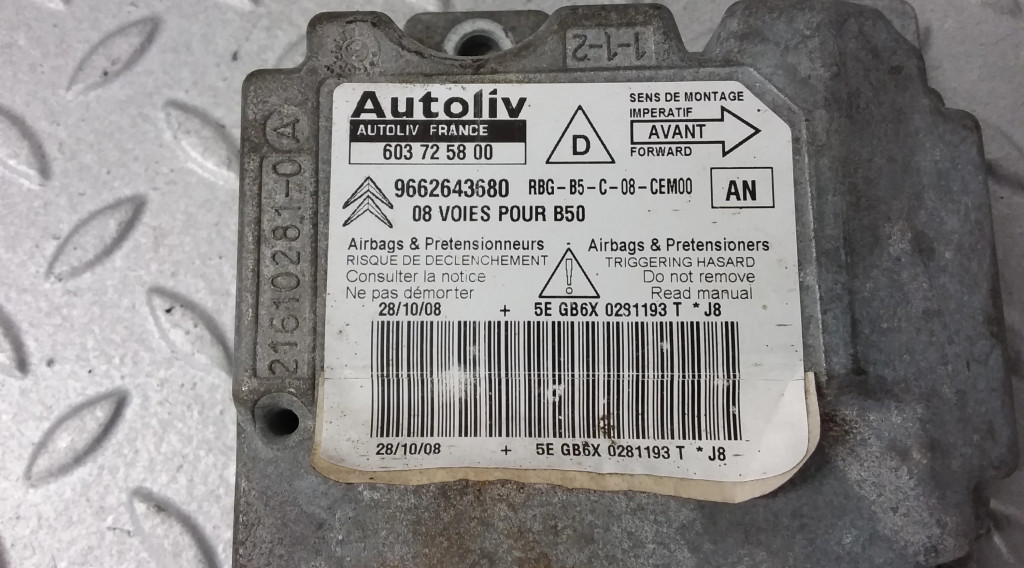 1-1-2
21610281-0 A
Autoliv
AUTOLIV FRANCE
603 72 58 00
D
SENS DE MONTAGE
IMPERATIF
AVANT
FORWARD
9662643680 RBG-B5-C-08-CEM00
AN
08 VOIES POUR B50
Airbags & Pretensionneurs
RISQUE DE DECLENCHEMENT
Consulter la notice
Ne pas démorter
!
Airbags & Pretensioners
TRIGGERING HASARD
Do not remove
Read manual
28/10/08 + 5E GB6X 0281193 T * J8
28/10/08 + 5E GB6X 0281193 T * J8